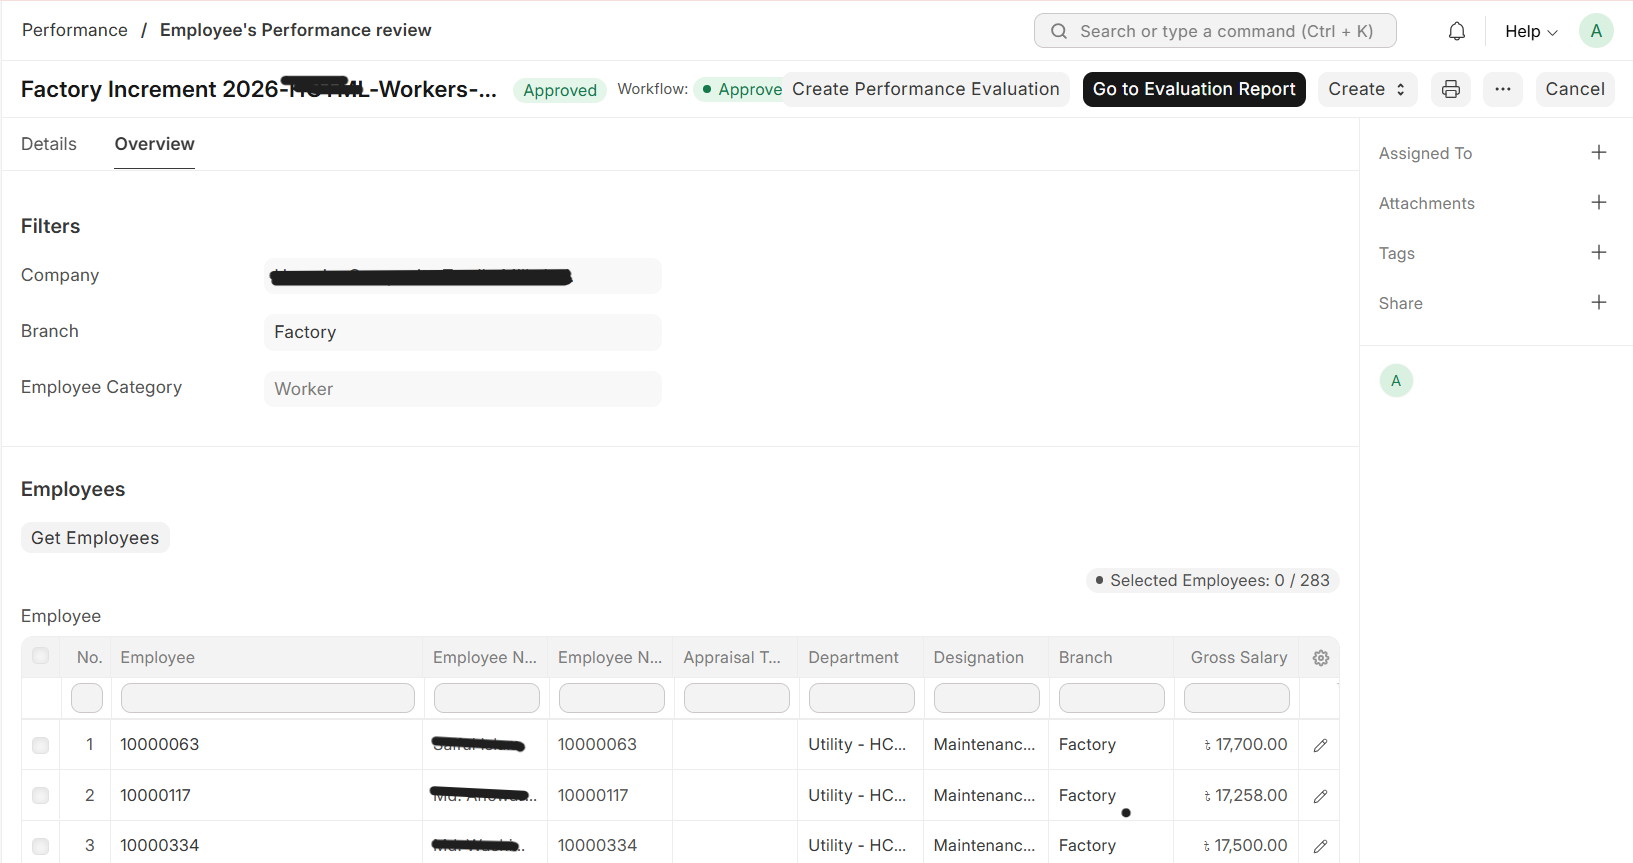 Performance / Employee's Performance review
Search or type a command (Ctrl + K)
Help
A
Factory Increment 2026- -Workers-...
Approved
Workflow:
Approve
Create Performance Evaluation
Go to Evaluation Report
Create
...
Cancel
Details
Overview
Assigned To +
Attachments +
Tags +
Share +
A
Filters
Company
Branch
Factory
Employee Category
Worker
Employees
Get Employees
Selected Employees: 0 / 283
Employee
No. Employee Employee N... Employee N... Appraisal T... Department Designation Branch Gross Salary
1 10000063 10000063 Utility - HC... Maintenanc... Factory ৳ 17,700.00
2 10000117 10000117 Utility - HC... Maintenanc... Factory ৳ 17,258.00
3 10000334 10000334 Utility - HC... Maintenanc... Factory ৳ 17,500.00